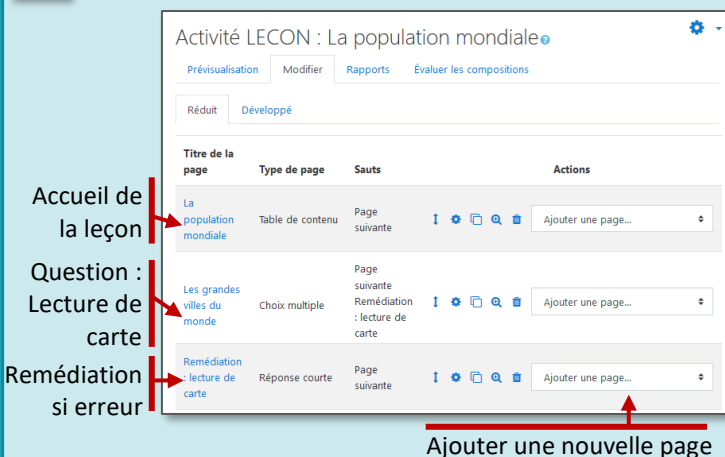 Activité LECON : La population mondiale
Prévisualisation Modifier Rapports Évaluer les compositions
Réduit Développé
Titre de la page Type de page Sauts Actions
Accueil de
la leçon
La
population
mondiale
Table de contenu
Page
suivante
Ajouter une page...
Question :
Lecture de
carte
Les grandes
villes du
monde
Choix multiple
Page
suivante
Remédiation
: lecture de
carte
Ajouter une page...
Remédiation
si erreur
Remédiation
: lecture de
carte
Réponse courte
Page
suivante
Ajouter une page...
Ajouter une nouvelle page